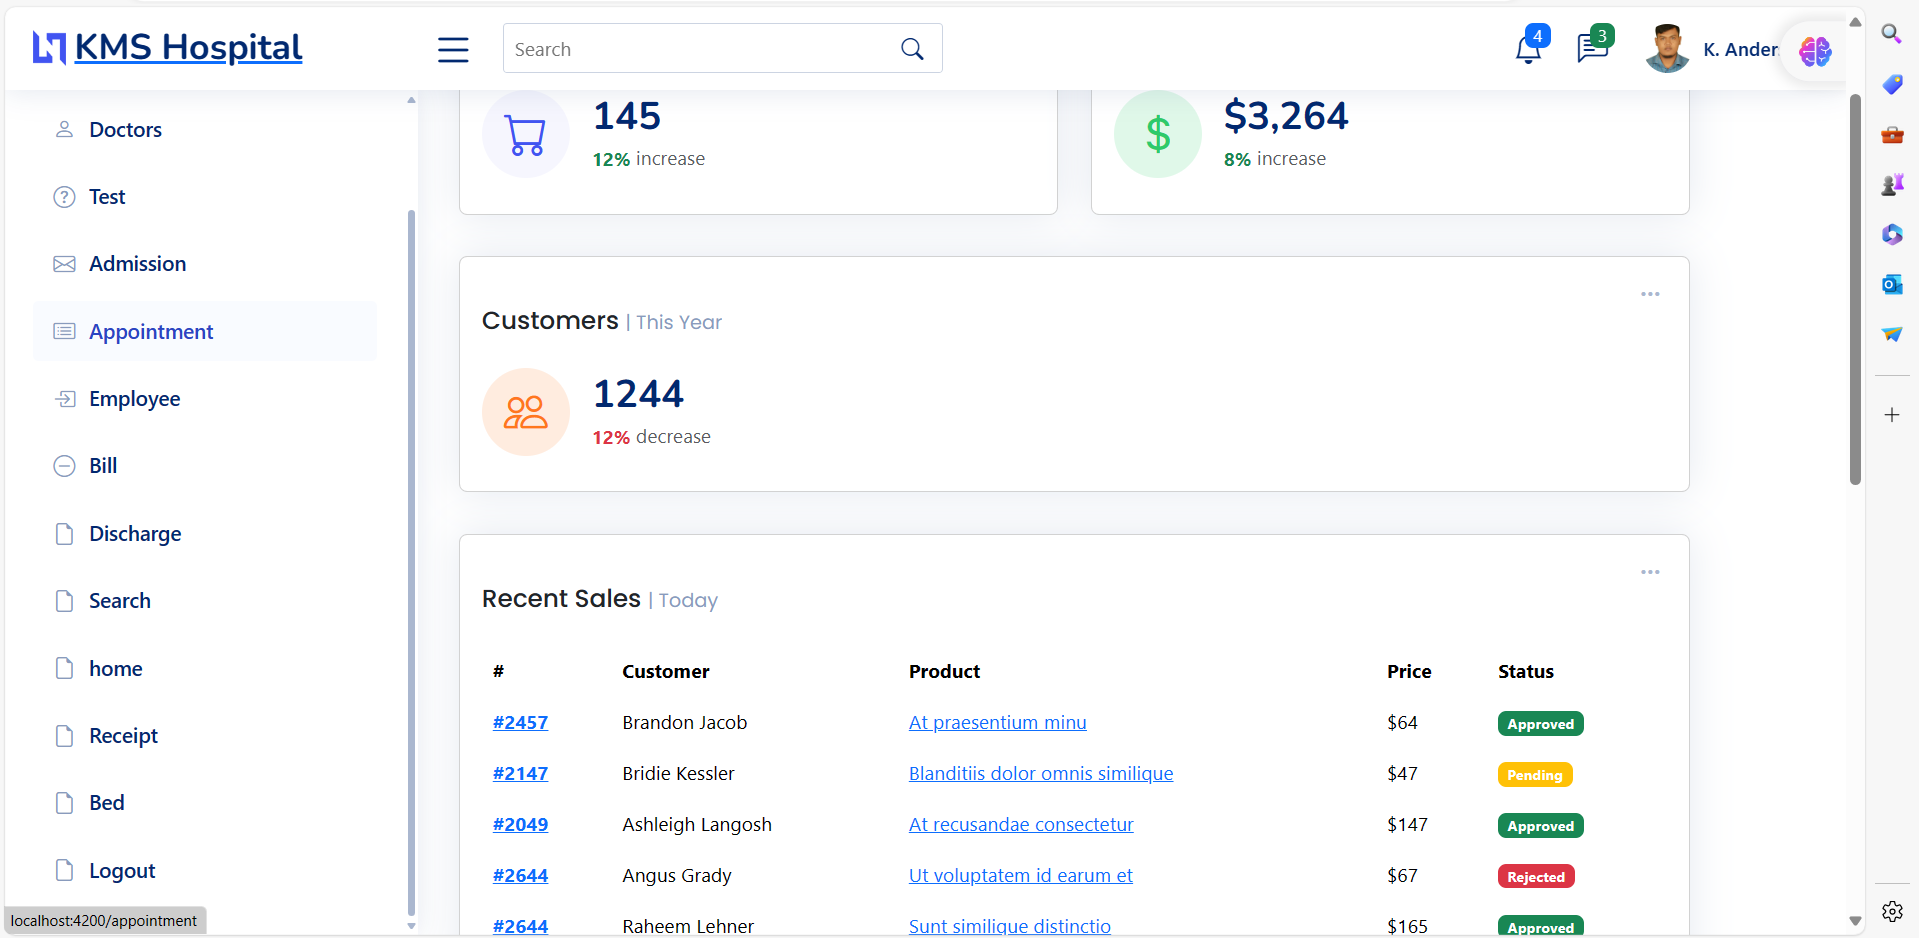 KMS Hospital
Search
4
3
K. Ander
Doctors
Test
Admission
Appointment
Employee
Bill
Discharge
Search
home
Receipt
Bed
Logout
localhost:4200/appointment
145
12% increase
$3,264
8% increase
Customers | This Year
1244
12% decrease
Recent Sales | Today
# Customer Product Price Status
#2457 Brandon Jacob At praesentium minu $64 Approved
#2147 Bridie Kessler Blanditiis dolor omnis similique $47 Pending
#2049 Ashleigh Langosh At recusandae consectetur $147 Approved
#2644 Angus Grady Ut voluptatem id earum et $67 Rejected
#2644 Raheem Lehner Sunt similique distinctio $165 Approved